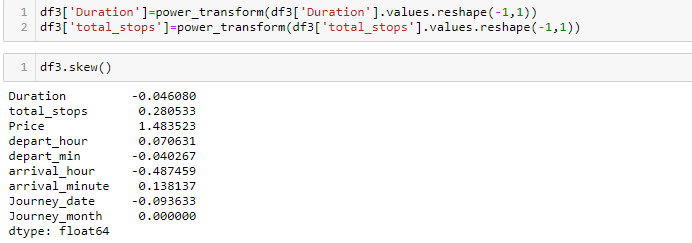 1 df3['Duration']=power_transform(df3['Duration'].values.reshape(-1,1))
2 df3['total_stops']=power_transform(df3['total_stops'].values.reshape(-1,1))
1 df3.skew()
Duration -0.046080
total_stops 0.280533
Price 1.483523
depart_hour 0.070631
depart_min -0.040267
arrival_hour -0.487459
arrival_minute 0.138137
Journey_date -0.093633
Journey_month 0.000000
dtype: float64